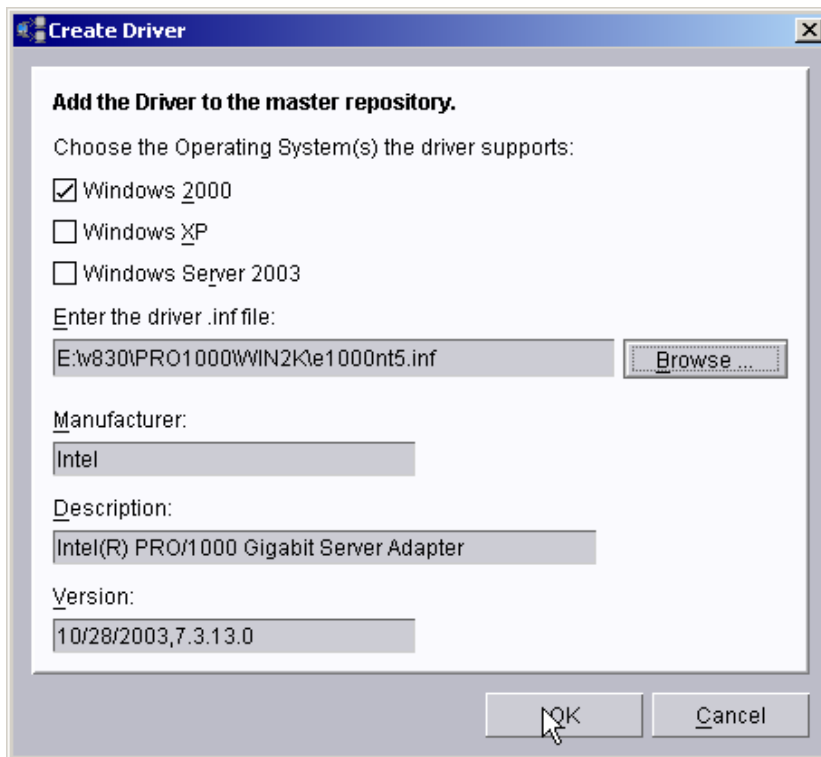 Create Driver
Add the Driver to the master repository.
Choose the Operating System(s) the driver supports:
Windows 2000
Windows XP
Windows Server 2003
Enter the driver .inf file:
E:\v830\PRO1000\WIN2K\e1000nt5.inf
Browse ...
Manufacturer:
Intel
Description:
Intel(R) PRO/1000 Gigabit Server Adapter
Version:
10/28/2003,7.3.13.0
OK Cancel